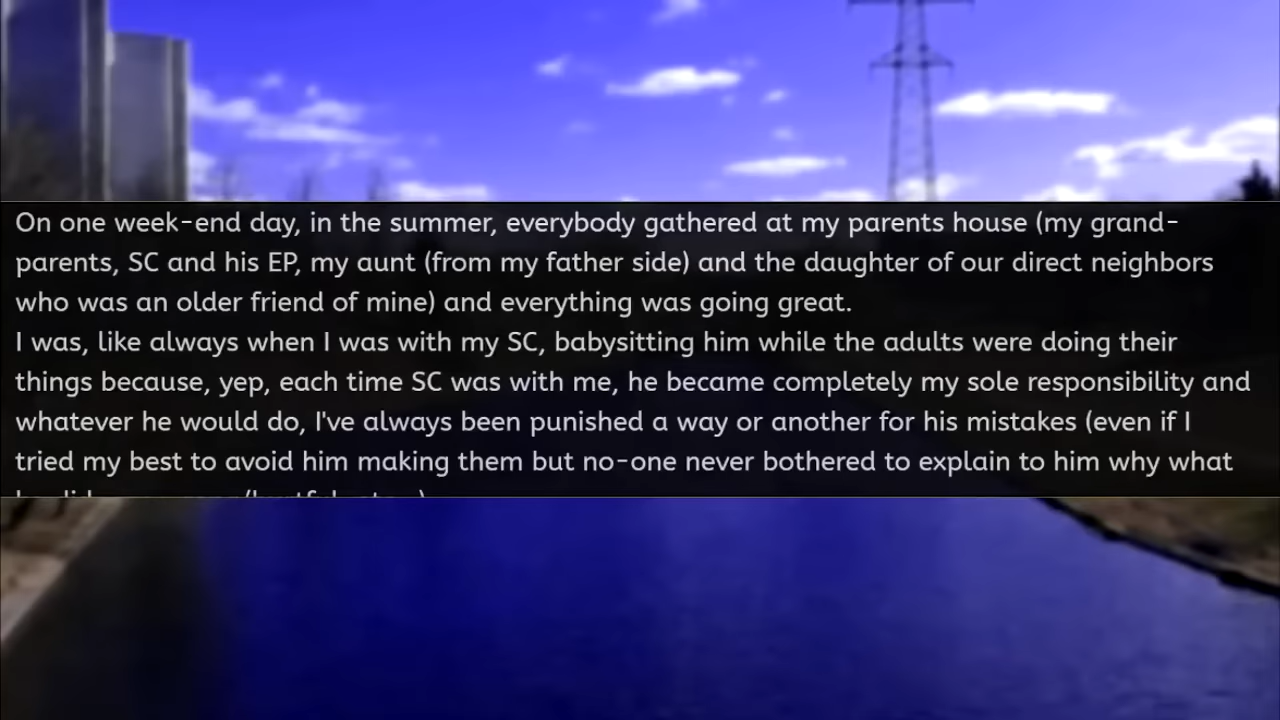 On one week-end day, in the summer, everybody gathered at my parents house (my grand-
parents, SC and his EP, my aunt (from my father side) and the daughter of our direct neighbors
who was an older friend of mine) and everything was going great.
I was, like always when I was with my SC, babysitting him while the adults were doing their
things because, yep, each time SC was with me, he became completely my sole responsibility and
whatever he would do, I've always been punished a way or another for his mistakes (even if I
tried my best to avoid him making them but no-one never bothered to explain to him why what